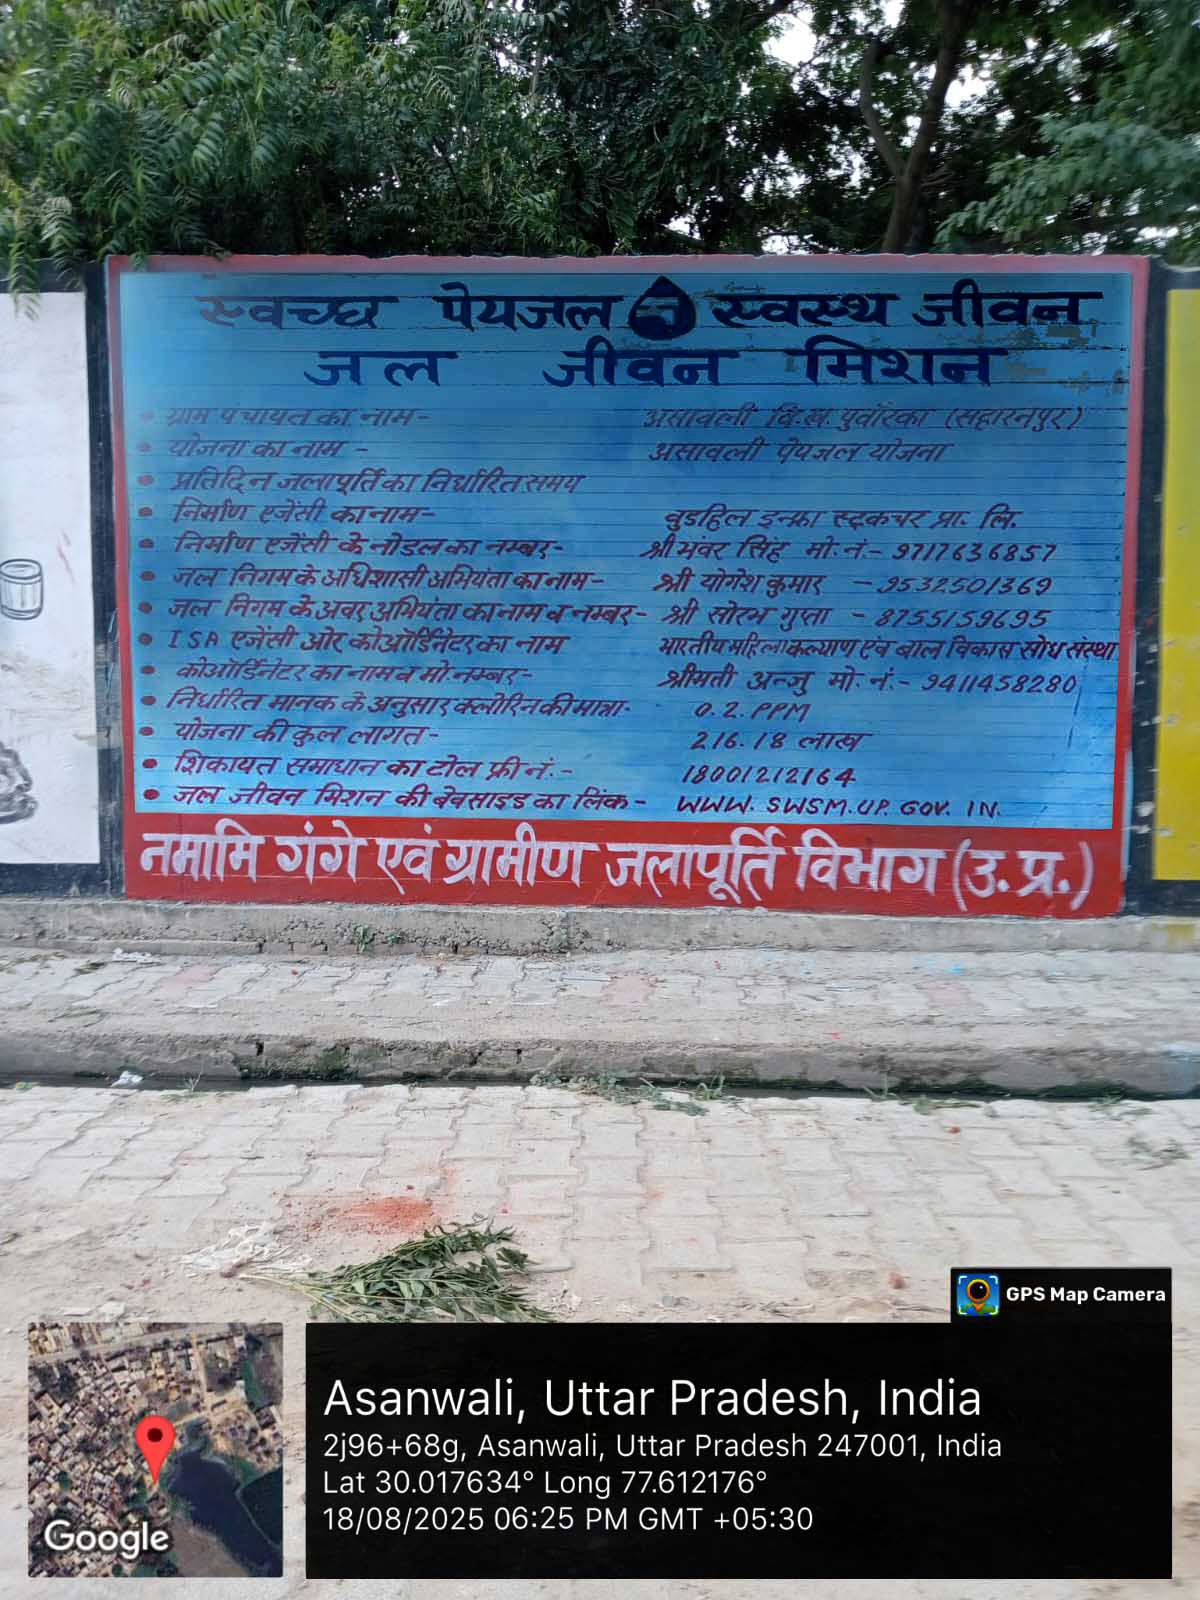 स्वच्छ पेयजल स्वस्थ जीवन
जल जीवन मिशन
• ग्राम पंचायत का नाम- असावली वि.ख. पुवांरका (सहारनपुर)
• योजना का नाम - असावली पेयजल योजना
• प्रतिदिन जलापूर्ति का निर्धारित समय
• निर्माण एजेंसी का नाम- वुडहिल इन्फ्रा स्ट्रकचर प्रा. लि.
• निर्माण एजेंसी के नोडल का नम्बर- श्री भंवर सिंह मो.नं:- 9717636857
• जल निगम के अधिशासी अभियंता का नाम- श्री योगेश कुमार - 9532501369
• जल निगम के अवर अभियंता का नाम व नम्बर- श्री सोरभ गुप्ता - 8755159695
• ISA एजेंसी ओर कोऑर्डिनेटर का नाम भारतीय महिला कल्याण एंव बाल विकास सोध संस्था
• कोऑर्डिनेटर का नाम व मो.नम्बर- श्रीमती अन्जु मो.नं:- 9411458280
• निर्धारित मानक के अनुसार क्लोरिन की मात्रा- 0.2.PPM
• योजना की कुल लागत- 216.18 लाख
• शिकायत समाधान का टोल फ्री नं.- 18001212164
• जल जीवन मिशन की बेवसाइड का लिंक- WWW.SWSM.UP.GOV.IN.
नमामि गंगे एवं ग्रामीण जलापूर्ति विभाग (उ.प्र.)
GPS Map Camera
Asanwali, Uttar Pradesh, India
2j96+68g, Asanwali, Uttar Pradesh 247001, India
Lat 30.017634° Long 77.612176°
18/08/2025 06:25 PM GMT +05:30
Google